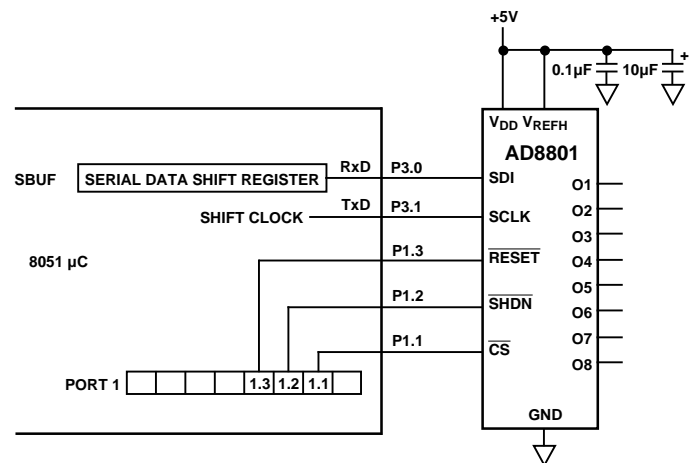 +5V
0.1µF
10µF
+
VDD VREFH
AD8801
RxD P3.0
SBUF SERIAL DATA SHIFT REGISTER
SDI
O1
TxD P3.1
SHIFT CLOCK
SCLK
O2
O3
P1.3
8051 µC
RESET
O4
O5
P1.2
SHDN
O6
P1.1
O7
CS
O8
PORT 1 1.3 1.2 1.1
GND